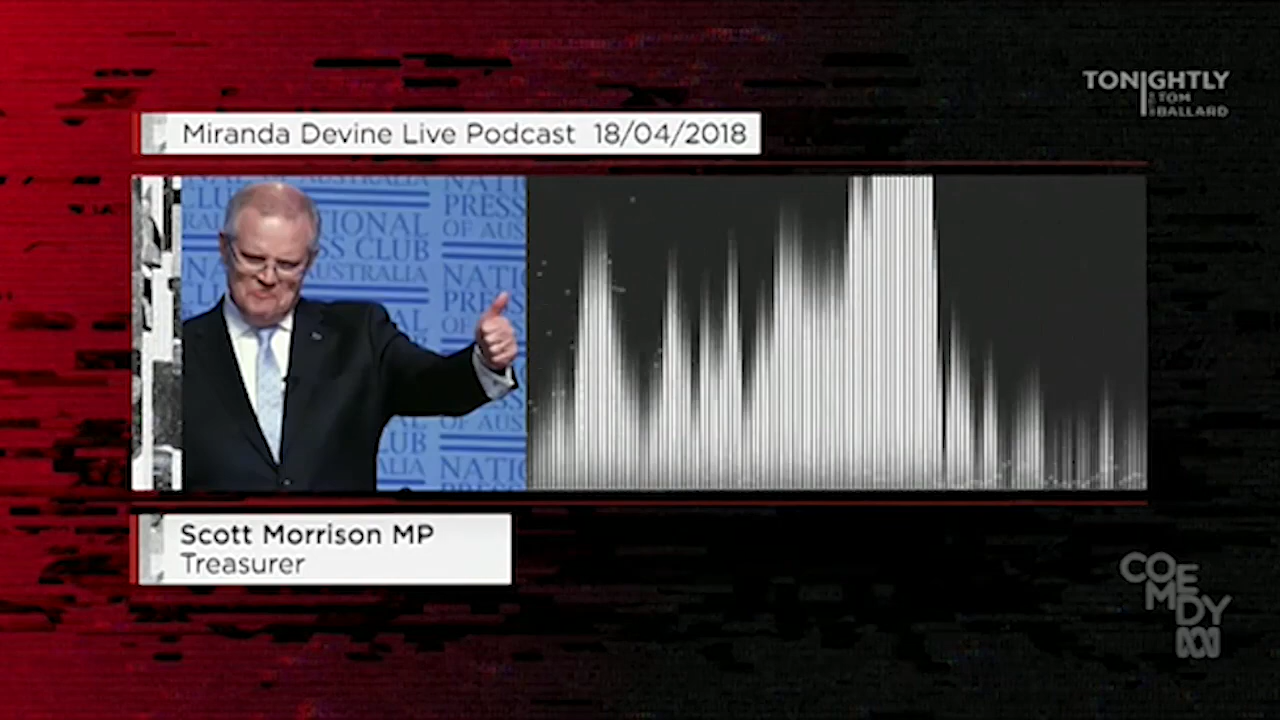 TONIGHTLY
TOM
BALLARD
Miranda Devine Live Podcast 18/04/2018
NATIONAL
PRESS CLUB
OF AUSTRALIA
Scott Morrison MP
Treasurer
COMEDY